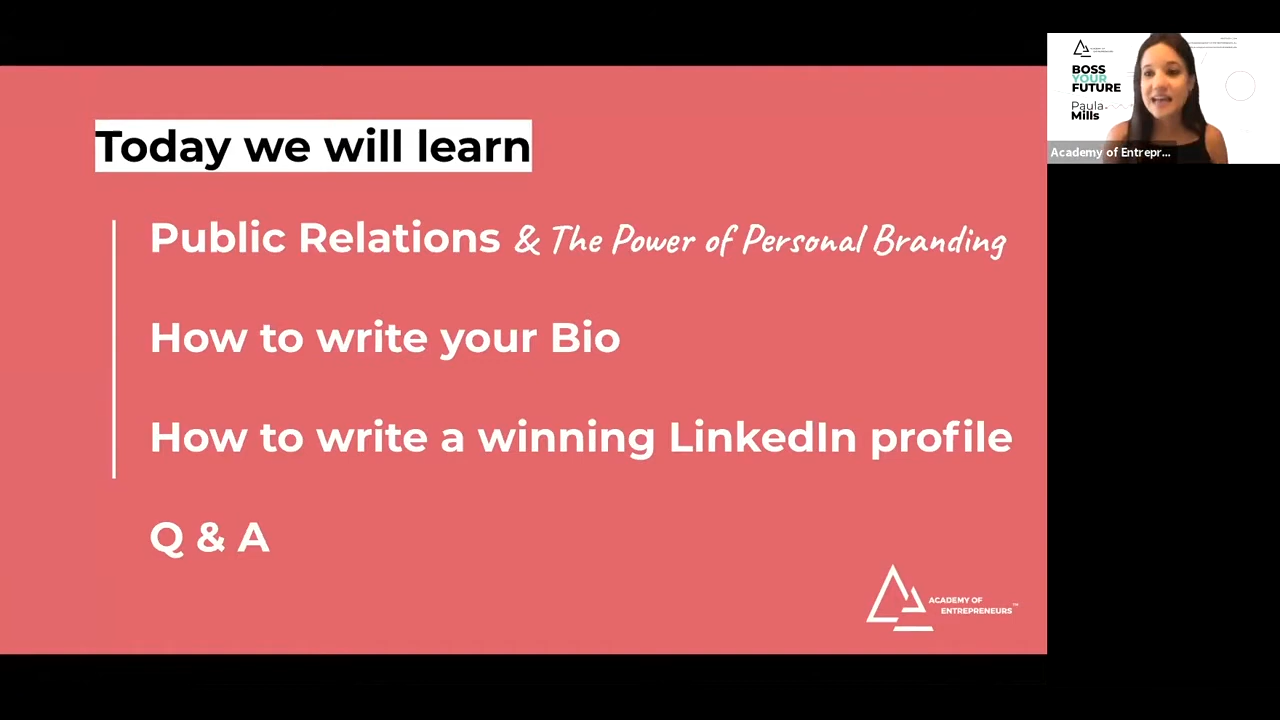 Today we will learn
Public Relations & The Power of Personal Branding
How to write your Bio
How to write a winning LinkedIn profile
Q & A
ACADEMY OF
ENTREPRENEURS™
BOSS
YOUR
FUTURE
Paula
Mills
Academy of Entrepr...